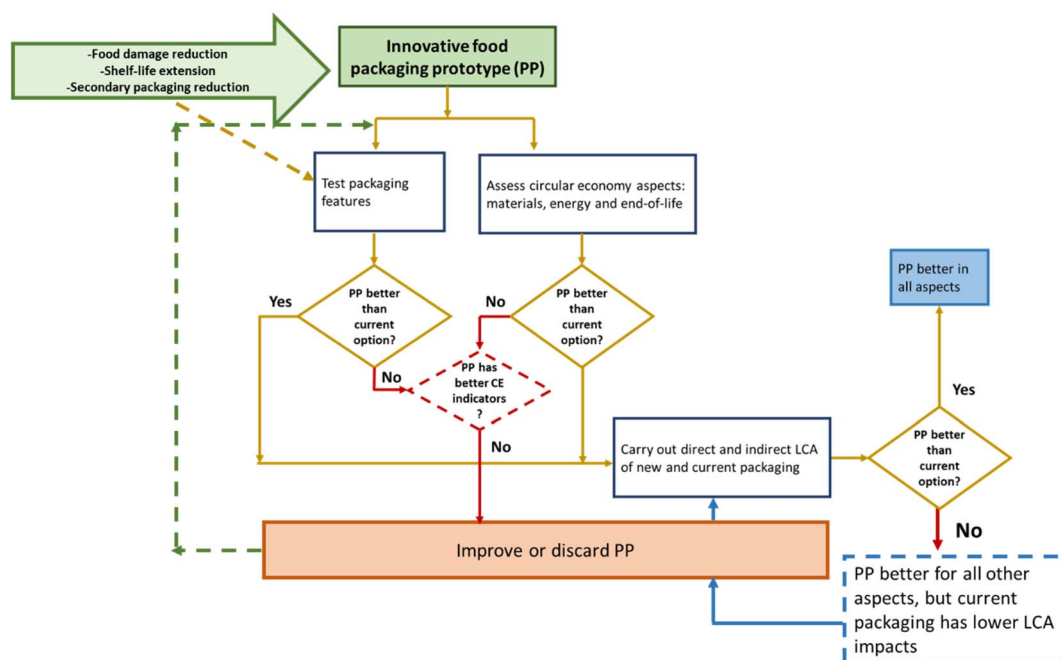 -Food damage reduction
-Shelf-life extension
-Secondary packaging reduction
Innovative food
packaging prototype (PP)
Test packaging
features
Assess circular economy aspects:
materials, energy and end-of-life
PP better in
all aspects
Yes
PP better
than
current
option?
No
PP better
than
current
option?
No
PP has
better CE
indicators
?
No
Carry out direct and indirect LCA
of new and current packaging
Yes
PP better
than
current
option?
No
Improve or discard PP
PP better for all other
aspects, but current
packaging has lower LCA
impacts